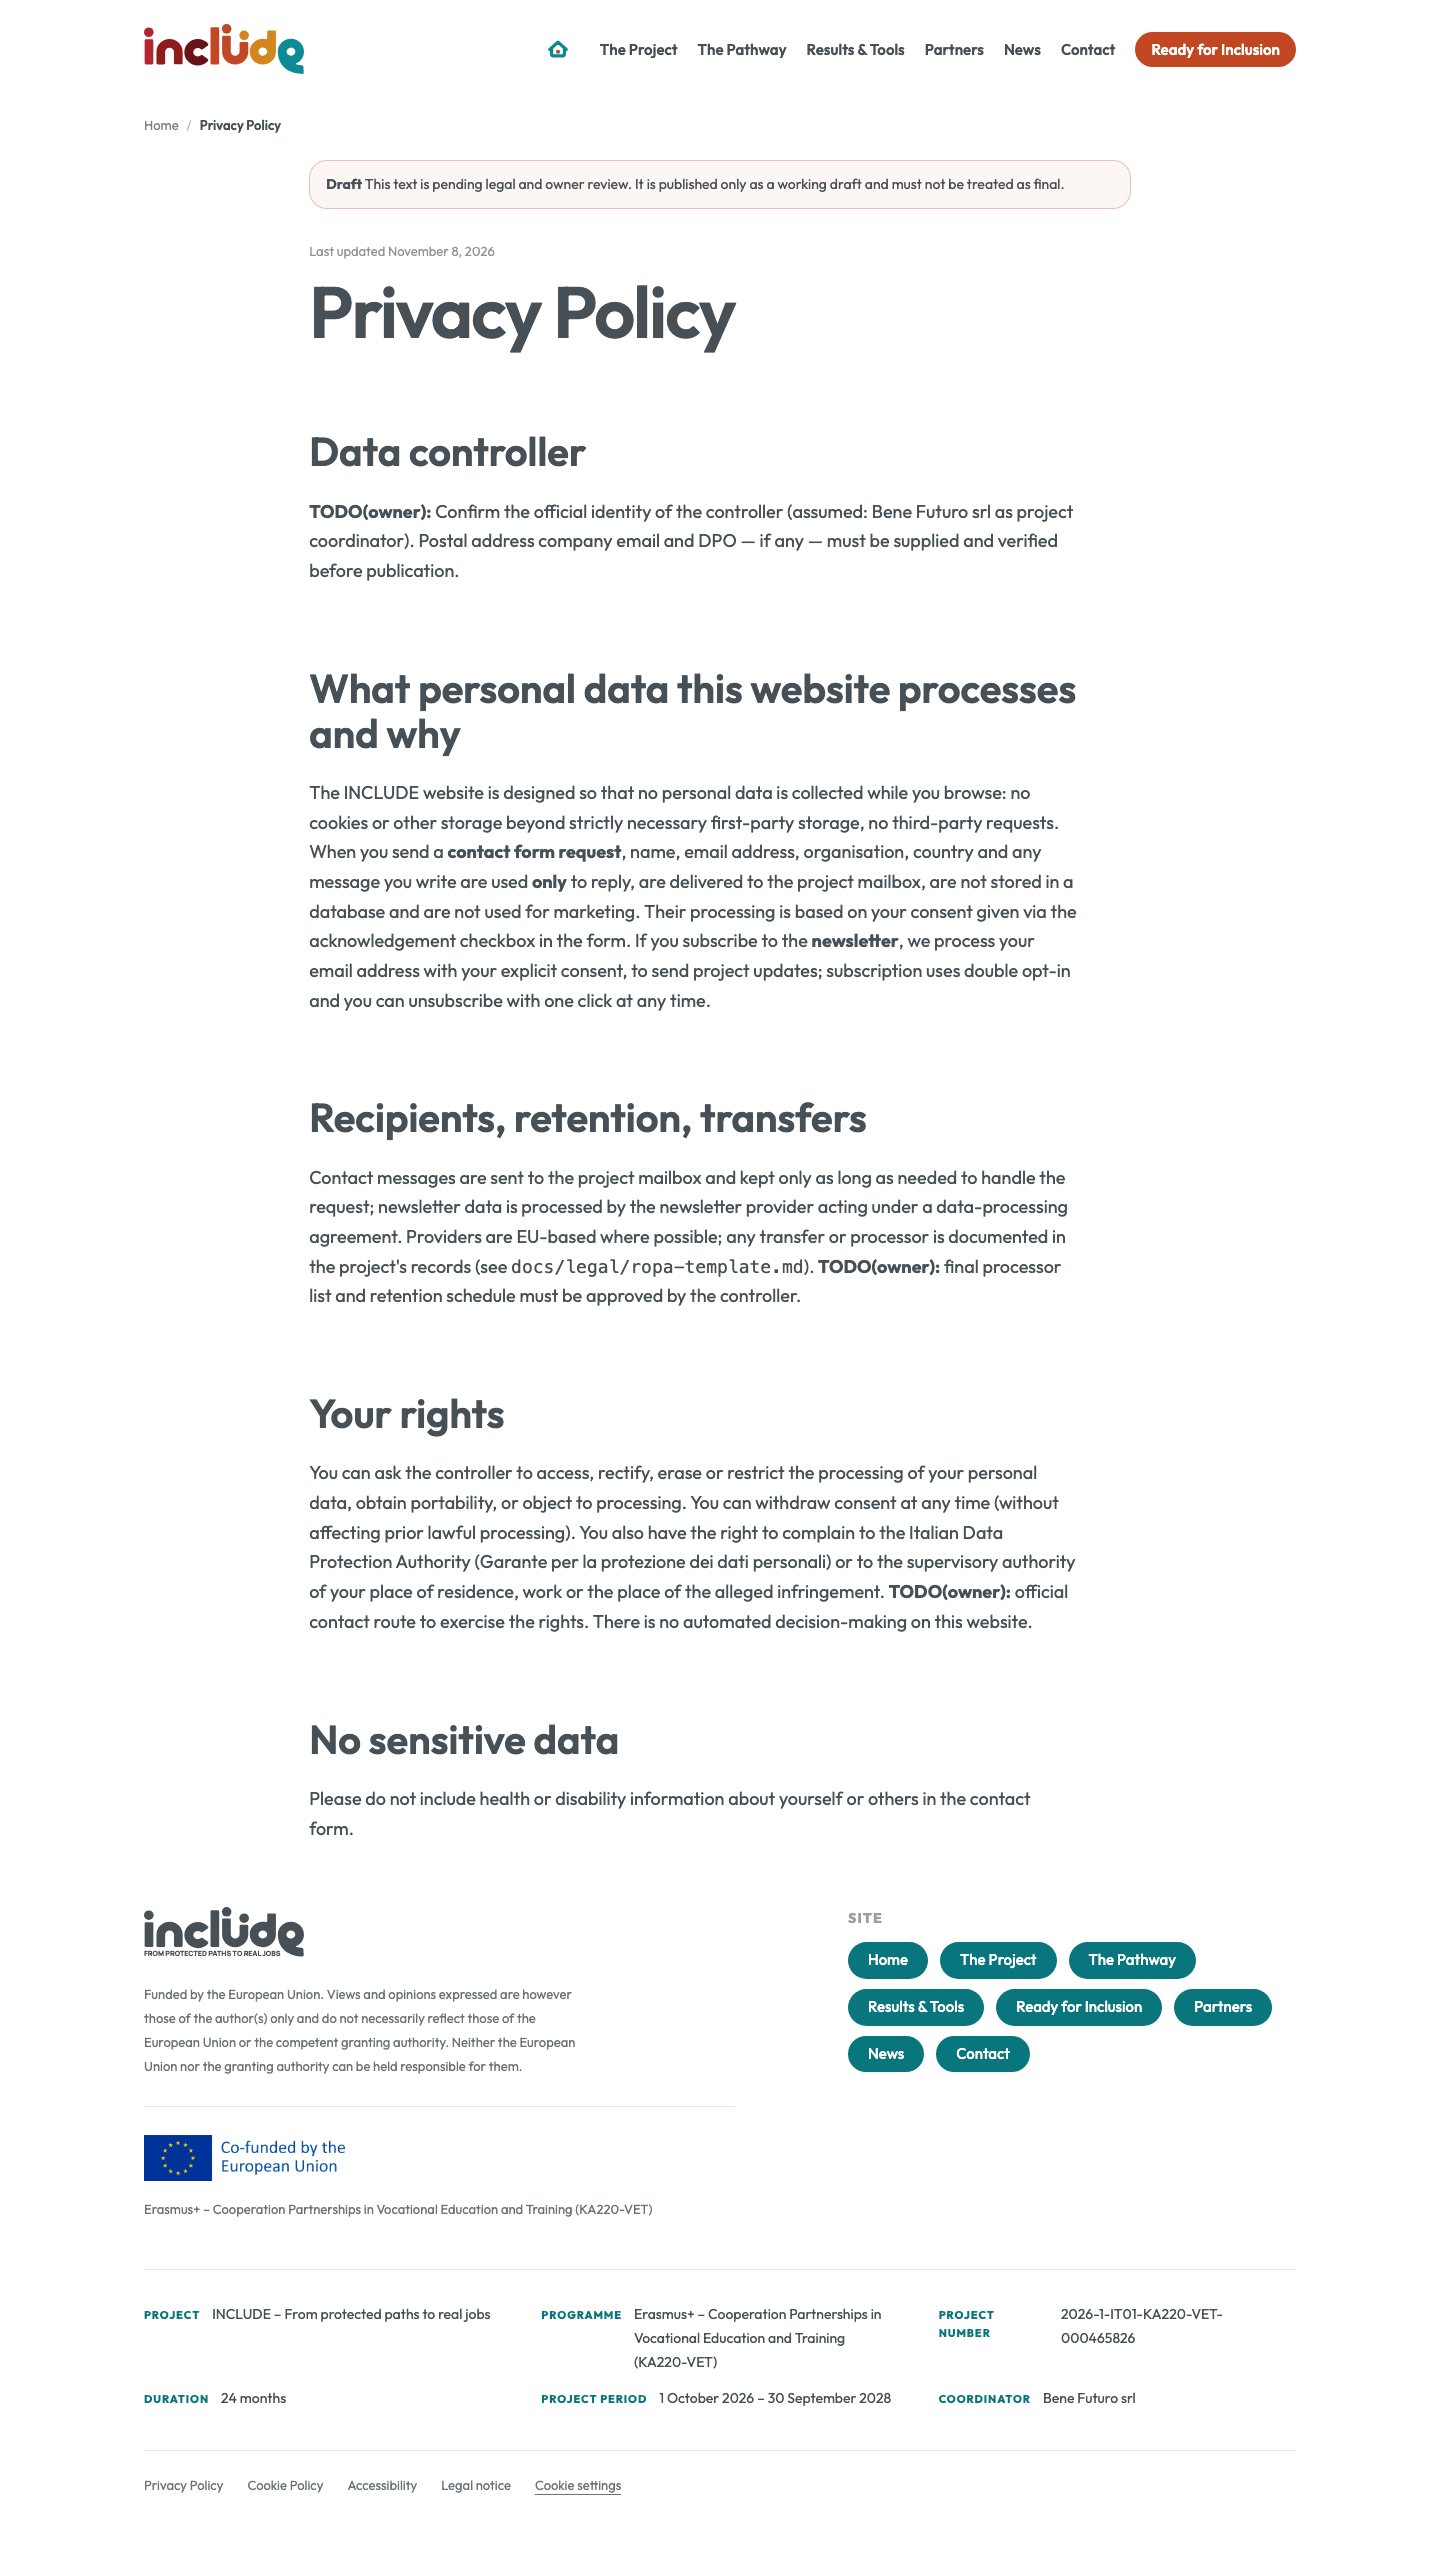 include
The Project
The Pathway
Results & Tools
Partners
News
Contact
Ready for Inclusion
Home / Privacy Policy
Draft This text is pending legal and owner review. It is published only as a working draft and must not be treated as final.
Last updated November 8, 2026
Privacy Policy
Data controller
TODO(owner): Confirm the official identity of the controller (assumed: Bene Futuro srl as project
coordinator). Postal address company email and DPO — if any — must be supplied and verified
before publication.
What personal data this website processes
and why
The INCLUDE website is designed so that no personal data is collected while you browse: no
cookies or other storage beyond strictly necessary first-party storage, no third-party requests.
When you send a contact form request, name, email address, organisation, country and any
message you write are used only to reply, are delivered to the project mailbox, are not stored in a
database and are not used for marketing. Their processing is based on your consent given via the
acknowledgement checkbox in the form. If you subscribe to the newsletter, we process your
email address with your explicit consent, to send project updates; subscription uses double opt-in
and you can unsubscribe with one click at any time.
Recipients, retention, transfers
Contact messages are sent to the project mailbox and kept only as long as needed to handle the
request; newsletter data is processed by the newsletter provider acting under a data-processing
agreement. Providers are EU-based where possible; any transfer or processor is documented in
the project's records (see docs/legal/ropa-template.md). TODO(owner): final processor
list and retention schedule must be approved by the controller.
Your rights
You can ask the controller to access, rectify, erase or restrict the processing of your personal
data, obtain portability, or object to processing. You can withdraw consent at any time (without
affecting prior lawful processing). You also have the right to complain to the Italian Data
Protection Authority (Garante per la protezione dei dati personali) or to the supervisory authority
of your place of residence, work or the place of the alleged infringement. TODO(owner): official
contact route to exercise the rights. There is no automated decision-making on this website.
No sensitive data
Please do not include health or disability information about yourself or others in the contact
form.
include
FROM PROTECTED PATHS TO REAL JOBS
Funded by the European Union. Views and opinions expressed are however
those of the author(s) only and do not necessarily reflect those of the
European Union or the competent granting authority. Neither the European
Union nor the granting authority can be held responsible for them.
Co-funded by the
European Union
Erasmus+ – Cooperation Partnerships in Vocational Education and Training (KA220-VET)
SITE
Home
The Project
The Pathway
Results & Tools
Ready for Inclusion
Partners
News
Contact
PROJECT INCLUDE – From protected paths to real jobs
PROGRAMME Erasmus+ – Cooperation Partnerships in
Vocational Education and Training
(KA220-VET)
PROJECT
NUMBER
2026-1-IT01-KA220-VET-
000465826
DURATION 24 months
PROJECT PERIOD 1 October 2026 – 30 September 2028
COORDINATOR Bene Futuro srl
Privacy Policy
Cookie Policy
Accessibility
Legal notice
Cookie settings